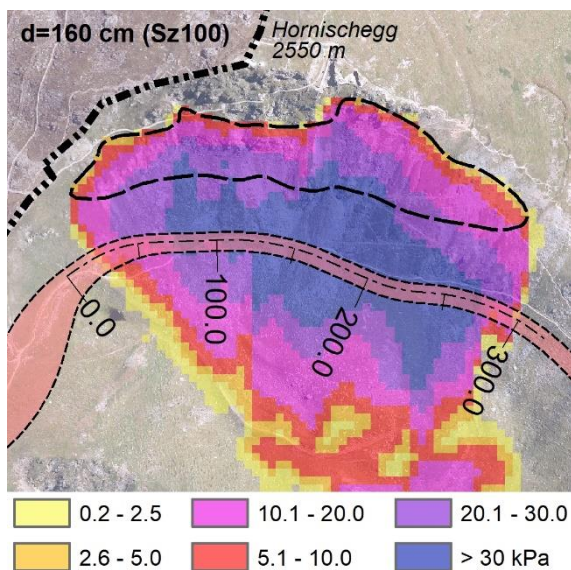 d=160 cm (Sz100)
Hornischegg
2550 m
0.0
100.0
200.0
300.0
0.2 - 2.5
10.1 - 20.0
20.1 - 30.0
2.6 - 5.0
5.1 - 10.0
> 30 kPa